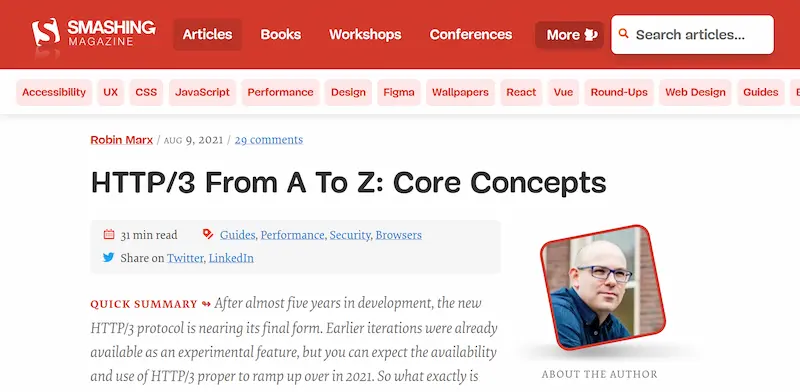 SMASHING
MAGAZINE
Articles Books Workshops Conferences More Search articles...
Accessibility UX CSS JavaScript Performance Design Figma Wallpapers React Vue Round-Ups Web Design Guides
Robin Marx / AUG 9, 2021 / 29 comments
HTTP/3 From A To Z: Core Concepts
31 min read Guides, Performance, Security, Browsers
Share on Twitter, LinkedIn
QUICK SUMMARY ↬ After almost five years in development, the new
HTTP/3 protocol is nearing its final form. Earlier iterations were already
available as an experimental feature, but you can expect the availability
and use of HTTP/3 proper to ramp up over in 2021. So what exactly is
ABOUT THE AUTHOR